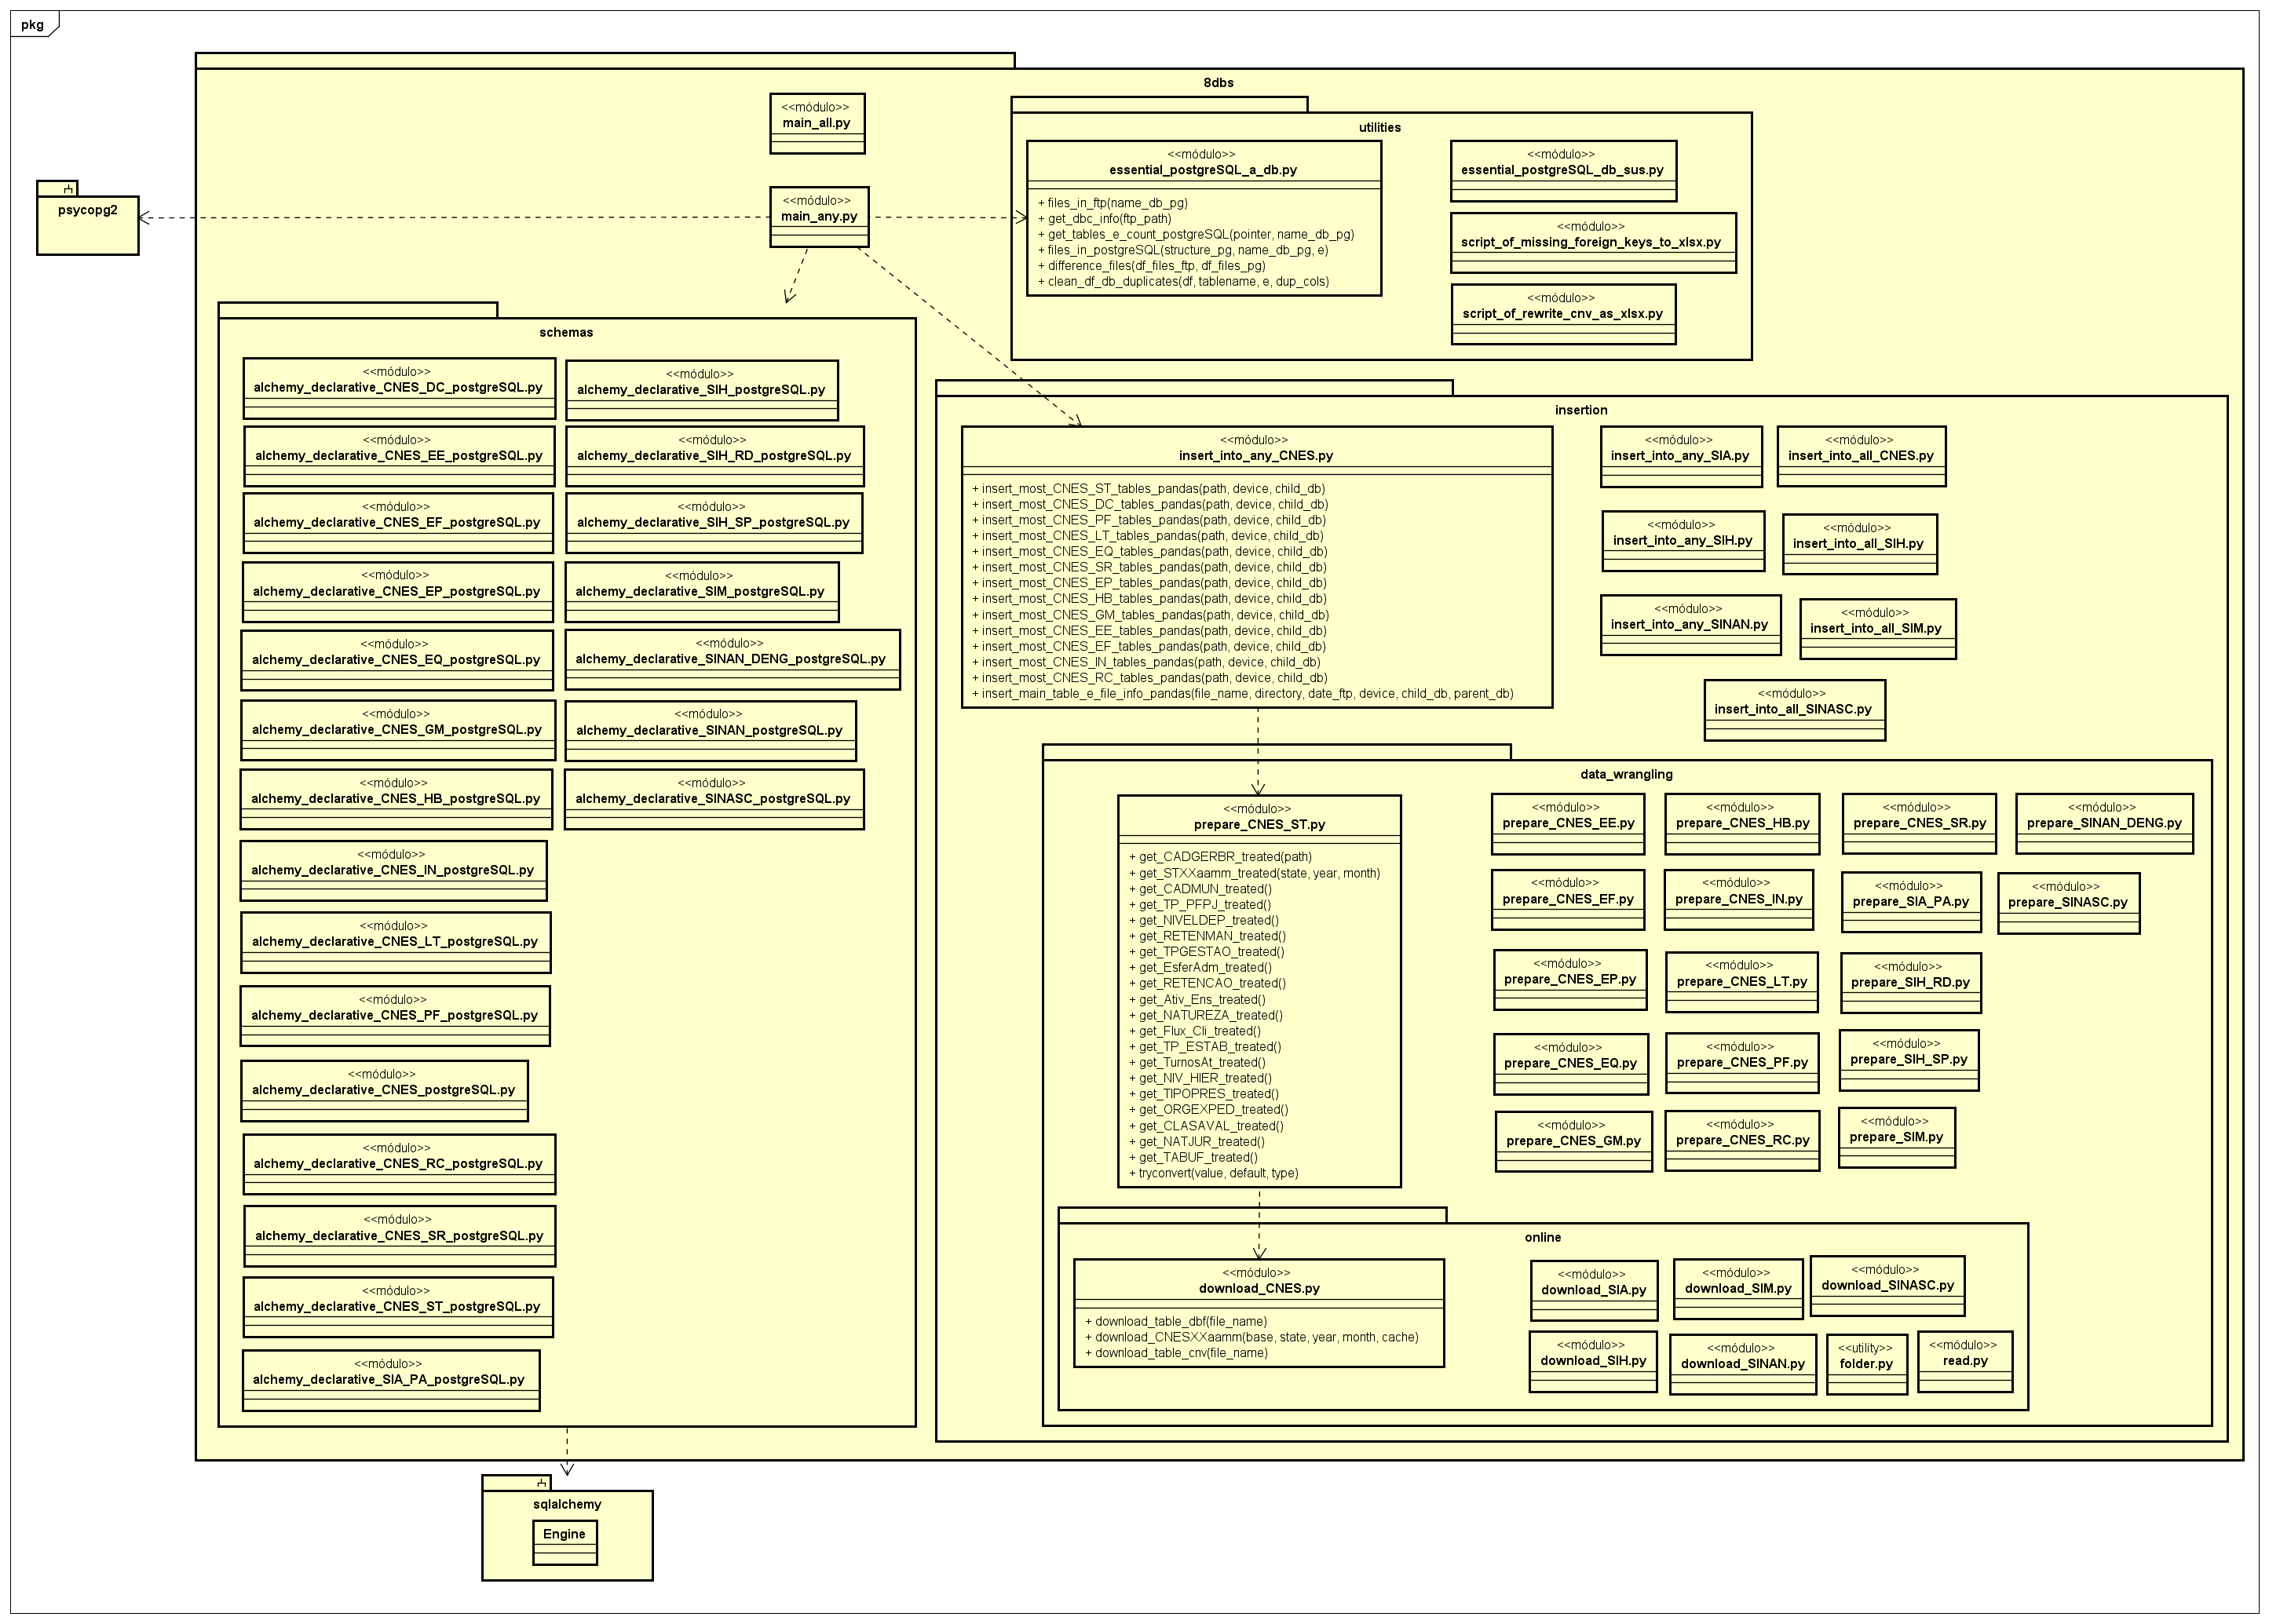 pkg
8dbs
<<módulo>>
main_all.py
<<módulo>>
main_any.py
psycopg2
utilities
<<módulo>>
essential_postgreSQL_a_db.py
+ files_in_ftp(name_db_pg)
+ get_dbc_info(ftp_path)
+ get_tables_e_count_postgreSQL(pointer, name_db_pg)
+ files_in_postgreSQL(structure_pg, name_db_pg, e)
+ difference_files(df_files_ftp, df_files_pg)
+ clean_df_db_duplicates(df, tablename, e, dup_cols)
<<módulo>>
essential_postgreSQL_db_sus.py
<<módulo>>
script_of_missing_foreign_keys_to_xlsx.py
<<módulo>>
script_of_rewrite_cnv_as_xlsx.py
schemas
<<módulo>>
alchemy_declarative_CNES_DC_postgreSQL.py
<<módulo>>
alchemy_declarative_SIH_postgreSQL.py
<<módulo>>
alchemy_declarative_CNES_EE_postgreSQL.py
<<módulo>>
alchemy_declarative_SIH_RD_postgreSQL.py
<<módulo>>
alchemy_declarative_CNES_EF_postgreSQL.py
<<módulo>>
alchemy_declarative_SIH_SP_postgreSQL.py
<<módulo>>
alchemy_declarative_CNES_EP_postgreSQL.py
<<módulo>>
alchemy_declarative_SIM_postgreSQL.py
<<módulo>>
alchemy_declarative_CNES_EQ_postgreSQL.py
<<módulo>>
alchemy_declarative_SINAN_DENG_postgreSQL.py
<<módulo>>
alchemy_declarative_CNES_GM_postgreSQL.py
<<módulo>>
alchemy_declarative_SINAN_postgreSQL.py
<<módulo>>
alchemy_declarative_CNES_HB_postgreSQL.py
<<módulo>>
alchemy_declarative_SINASC_postgreSQL.py
<<módulo>>
alchemy_declarative_CNES_IN_postgreSQL.py
<<módulo>>
alchemy_declarative_CNES_LT_postgreSQL.py
<<módulo>>
alchemy_declarative_CNES_PF_postgreSQL.py
<<módulo>>
alchemy_declarative_CNES_postgreSQL.py
<<módulo>>
alchemy_declarative_CNES_RC_postgreSQL.py
<<módulo>>
alchemy_declarative_CNES_SR_postgreSQL.py
<<módulo>>
alchemy_declarative_CNES_ST_postgreSQL.py
<<módulo>>
alchemy_declarative_SIA_PA_postgreSQL.py
insertion
<<módulo>>
insert_into_any_CNES.py
+ insert_most_CNES_ST_tables_pandas(path, device, child_db)
+ insert_most_CNES_DC_tables_pandas(path, device, child_db)
+ insert_most_CNES_PF_tables_pandas(path, device, child_db)
+ insert_most_CNES_LT_tables_pandas(path, device, child_db)
+ insert_most_CNES_EQ_tables_pandas(path, device, child_db)
+ insert_most_CNES_SR_tables_pandas(path, device, child_db)
+ insert_most_CNES_EP_tables_pandas(path, device, child_db)
+ insert_most_CNES_HB_tables_pandas(path, device, child_db)
+ insert_most_CNES_GM_tables_pandas(path, device, child_db)
+ insert_most_CNES_EE_tables_pandas(path, device, child_db)
+ insert_most_CNES_EF_tables_pandas(path, device, child_db)
+ insert_most_CNES_IN_tables_pandas(path, device, child_db)
+ insert_most_CNES_RC_tables_pandas(path, device, child_db)
+ insert_main_table_e_file_info_pandas(file_name, directory, date_ftp, device, child_db, parent_db)
<<módulo>>
insert_into_any_SIA.py
<<módulo>>
insert_into_all_CNES.py
<<módulo>>
insert_into_any_SIH.py
<<módulo>>
insert_into_all_SIH.py
<<módulo>>
insert_into_any_SINAN.py
<<módulo>>
insert_into_all_SIM.py
<<módulo>>
insert_into_all_SINASC.py
data_wrangling
<<módulo>>
prepare_CNES_ST.py
+ get_CADGERBR_treated(path)
+ get_STXXaamm_treated(state, year, month)
+ get_CADMUN_treated()
+ get_TP_PFPJ_treated()
+ get_NIVELDEP_treated()
+ get_RETENMAN_treated()
+ get_TPGESTAO_treated()
+ get_EsferAdm_treated()
+ get_RETENCAO_treated()
+ get_Ativ_Ens_treated()
+ get_NATUREZA_treated()
+ get_Flux_Cli_treated()
+ get_TP_ESTAB_treated()
+ get_TurnosAt_treated()
+ get_NIV_HIER_treated()
+ get_TIPOPRES_treated()
+ get_ORGEXPED_treated()
+ get_CLASAVAL_treated()
+ get_NATJUR_treated()
+ get_TABUF_treated()
+ tryconvert(value, default, type)
<<módulo>>
prepare_CNES_EE.py
<<módulo>>
prepare_CNES_HB.py
<<módulo>>
prepare_CNES_SR.py
<<módulo>>
prepare_SINAN_DENG.py
<<módulo>>
prepare_CNES_EF.py
<<módulo>>
prepare_CNES_IN.py
<<módulo>>
prepare_SIA_PA.py
<<módulo>>
prepare_SINASC.py
<<módulo>>
prepare_CNES_EP.py
<<módulo>>
prepare_CNES_LT.py
<<módulo>>
prepare_SIH_RD.py
<<módulo>>
prepare_CNES_EQ.py
<<módulo>>
prepare_CNES_PF.py
<<módulo>>
prepare_SIH_SP.py
<<módulo>>
prepare_CNES_GM.py
<<módulo>>
prepare_CNES_RC.py
<<módulo>>
prepare_SIM.py
online
<<módulo>>
download_CNES.py
+ download_table_dbf(file_name)
+ download_CNESXXaamm(base, state, year, month, cache)
+ download_table_cnv(file_name)
<<módulo>>
download_SIA.py
<<módulo>>
download_SIM.py
<<módulo>>
download_SINASC.py
<<módulo>>
download_SIH.py
<<módulo>>
download_SINAN.py
<<utility>>
folder.py
<<módulo>>
read.py
sqlalchemy
Engine